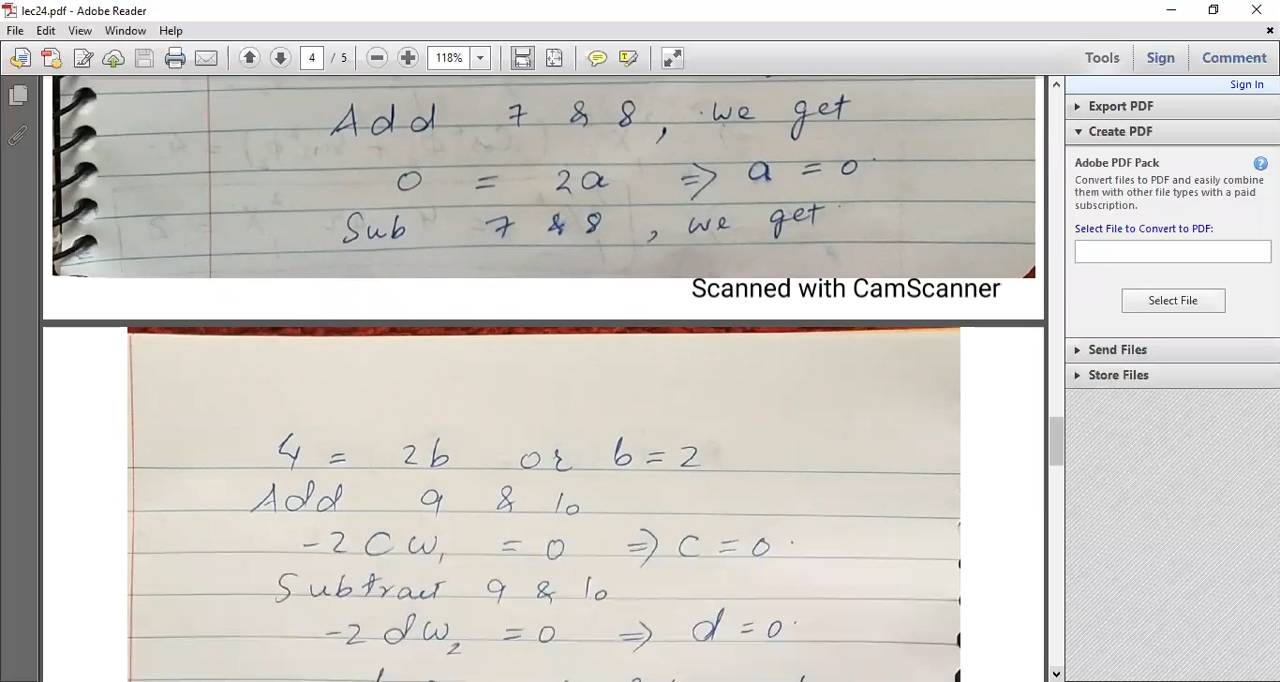 lec24.pdf - Adobe Reader
File Edit View Window Help
4 / 5 118% Tools Sign Comment
Sign In
Export PDF
Create PDF
Adobe PDF Pack
Convert files to PDF and easily combine
them with other file types with a paid
subscription.
Select File to Convert to PDF:
Select File
Send Files
Store Files
Add 7 & 8, we get
0 = 2a ⇒ a = 0
Sub 7 & 8, we get
Scanned with CamScanner
4 = 2b or b = 2
Add 9 & 10
-2 C W₁ = 0 ⇒ C = 0
Subtract 9 & 10
-2 d W₂ = 0 ⇒ d = 0